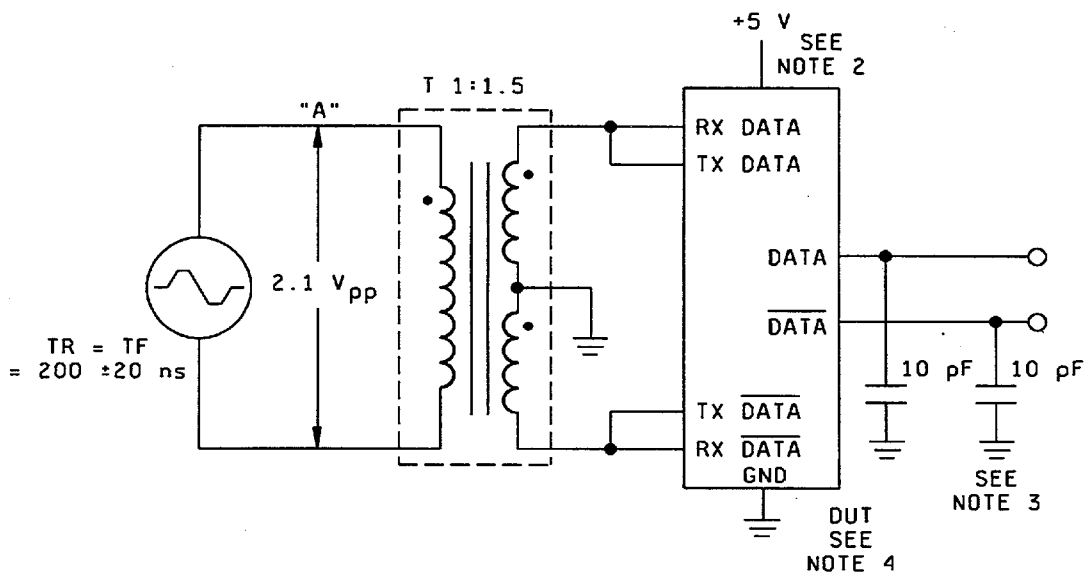 +5 V
SEE
NOTE 2
T 1:1.5
"A"
RX DATA
TX DATA
2.1 Vpp
DATA
DATA
TR = TF
= 200 ±20 ns
10 pF
10 pF
TX DATA
RX DATA
GND
SEE
NOTE 3
DUT
SEE
NOTE 4